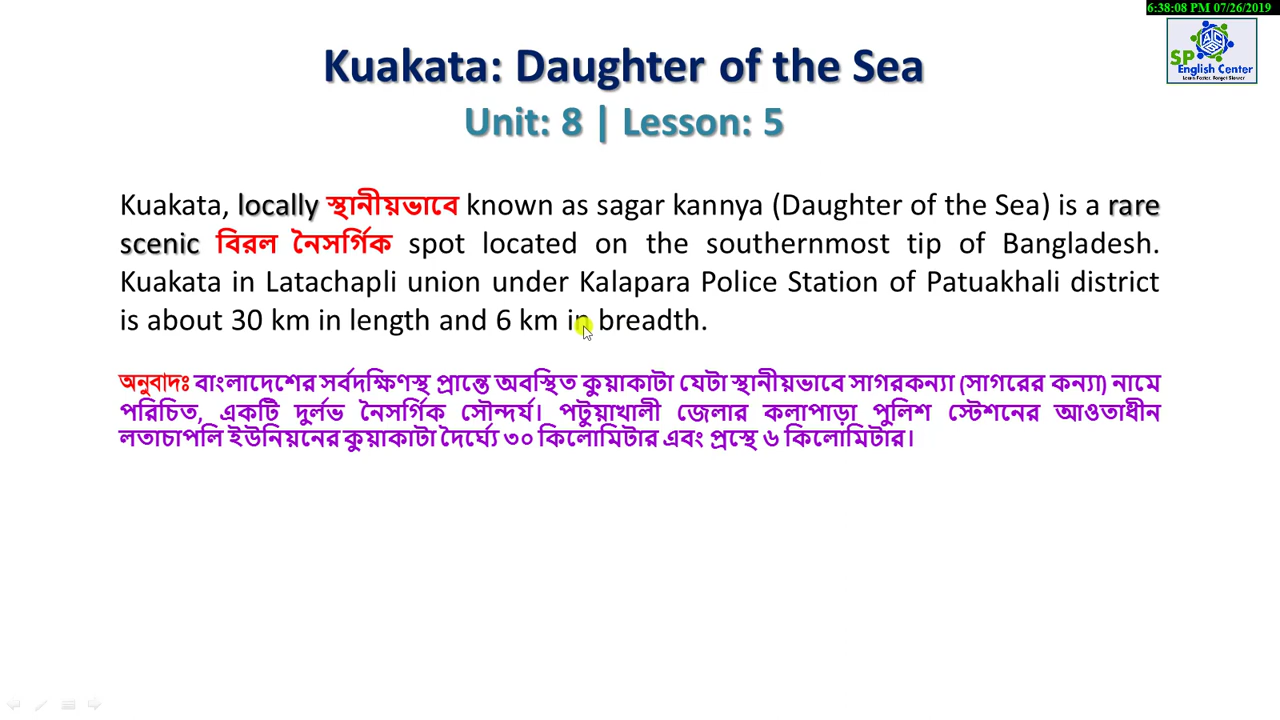 6:38:08 PM 07/26/2019
SP
English Center
Learn Faster, Forget Slower
Kuakata: Daughter of the Sea
Unit: 8 | Lesson: 5
Kuakata, locally স্থানীয়ভাবে known as sagar kannya (Daughter of the Sea) is a rare
scenic বিরল নৈসর্গিক spot located on the southernmost tip of Bangladesh.
Kuakata in Latachapli union under Kalapara Police Station of Patuakhali district
is about 30 km in length and 6 km in breadth.
অনুবাদঃ বাংলাদেশের সর্বদক্ষিণস্থ প্রান্তে অবস্থিত কুয়াকাটা যেটা স্থানীয়ভাবে সাগরকন্যা (সাগরের কন্যা) নামে
পরিচিত, একটি দুর্লভ নৈসর্গিক সৌন্দর্য। পটুয়াখালী জেলার কলাপাড়া পুলিশ স্টেশনের আওতাধীন
লতাচাপলি ইউনিয়নের কুয়াকাটা দৈর্ঘ্যে ৩০ কিলোমিটার এবং প্রস্থে ৬ কিলোমিটার।